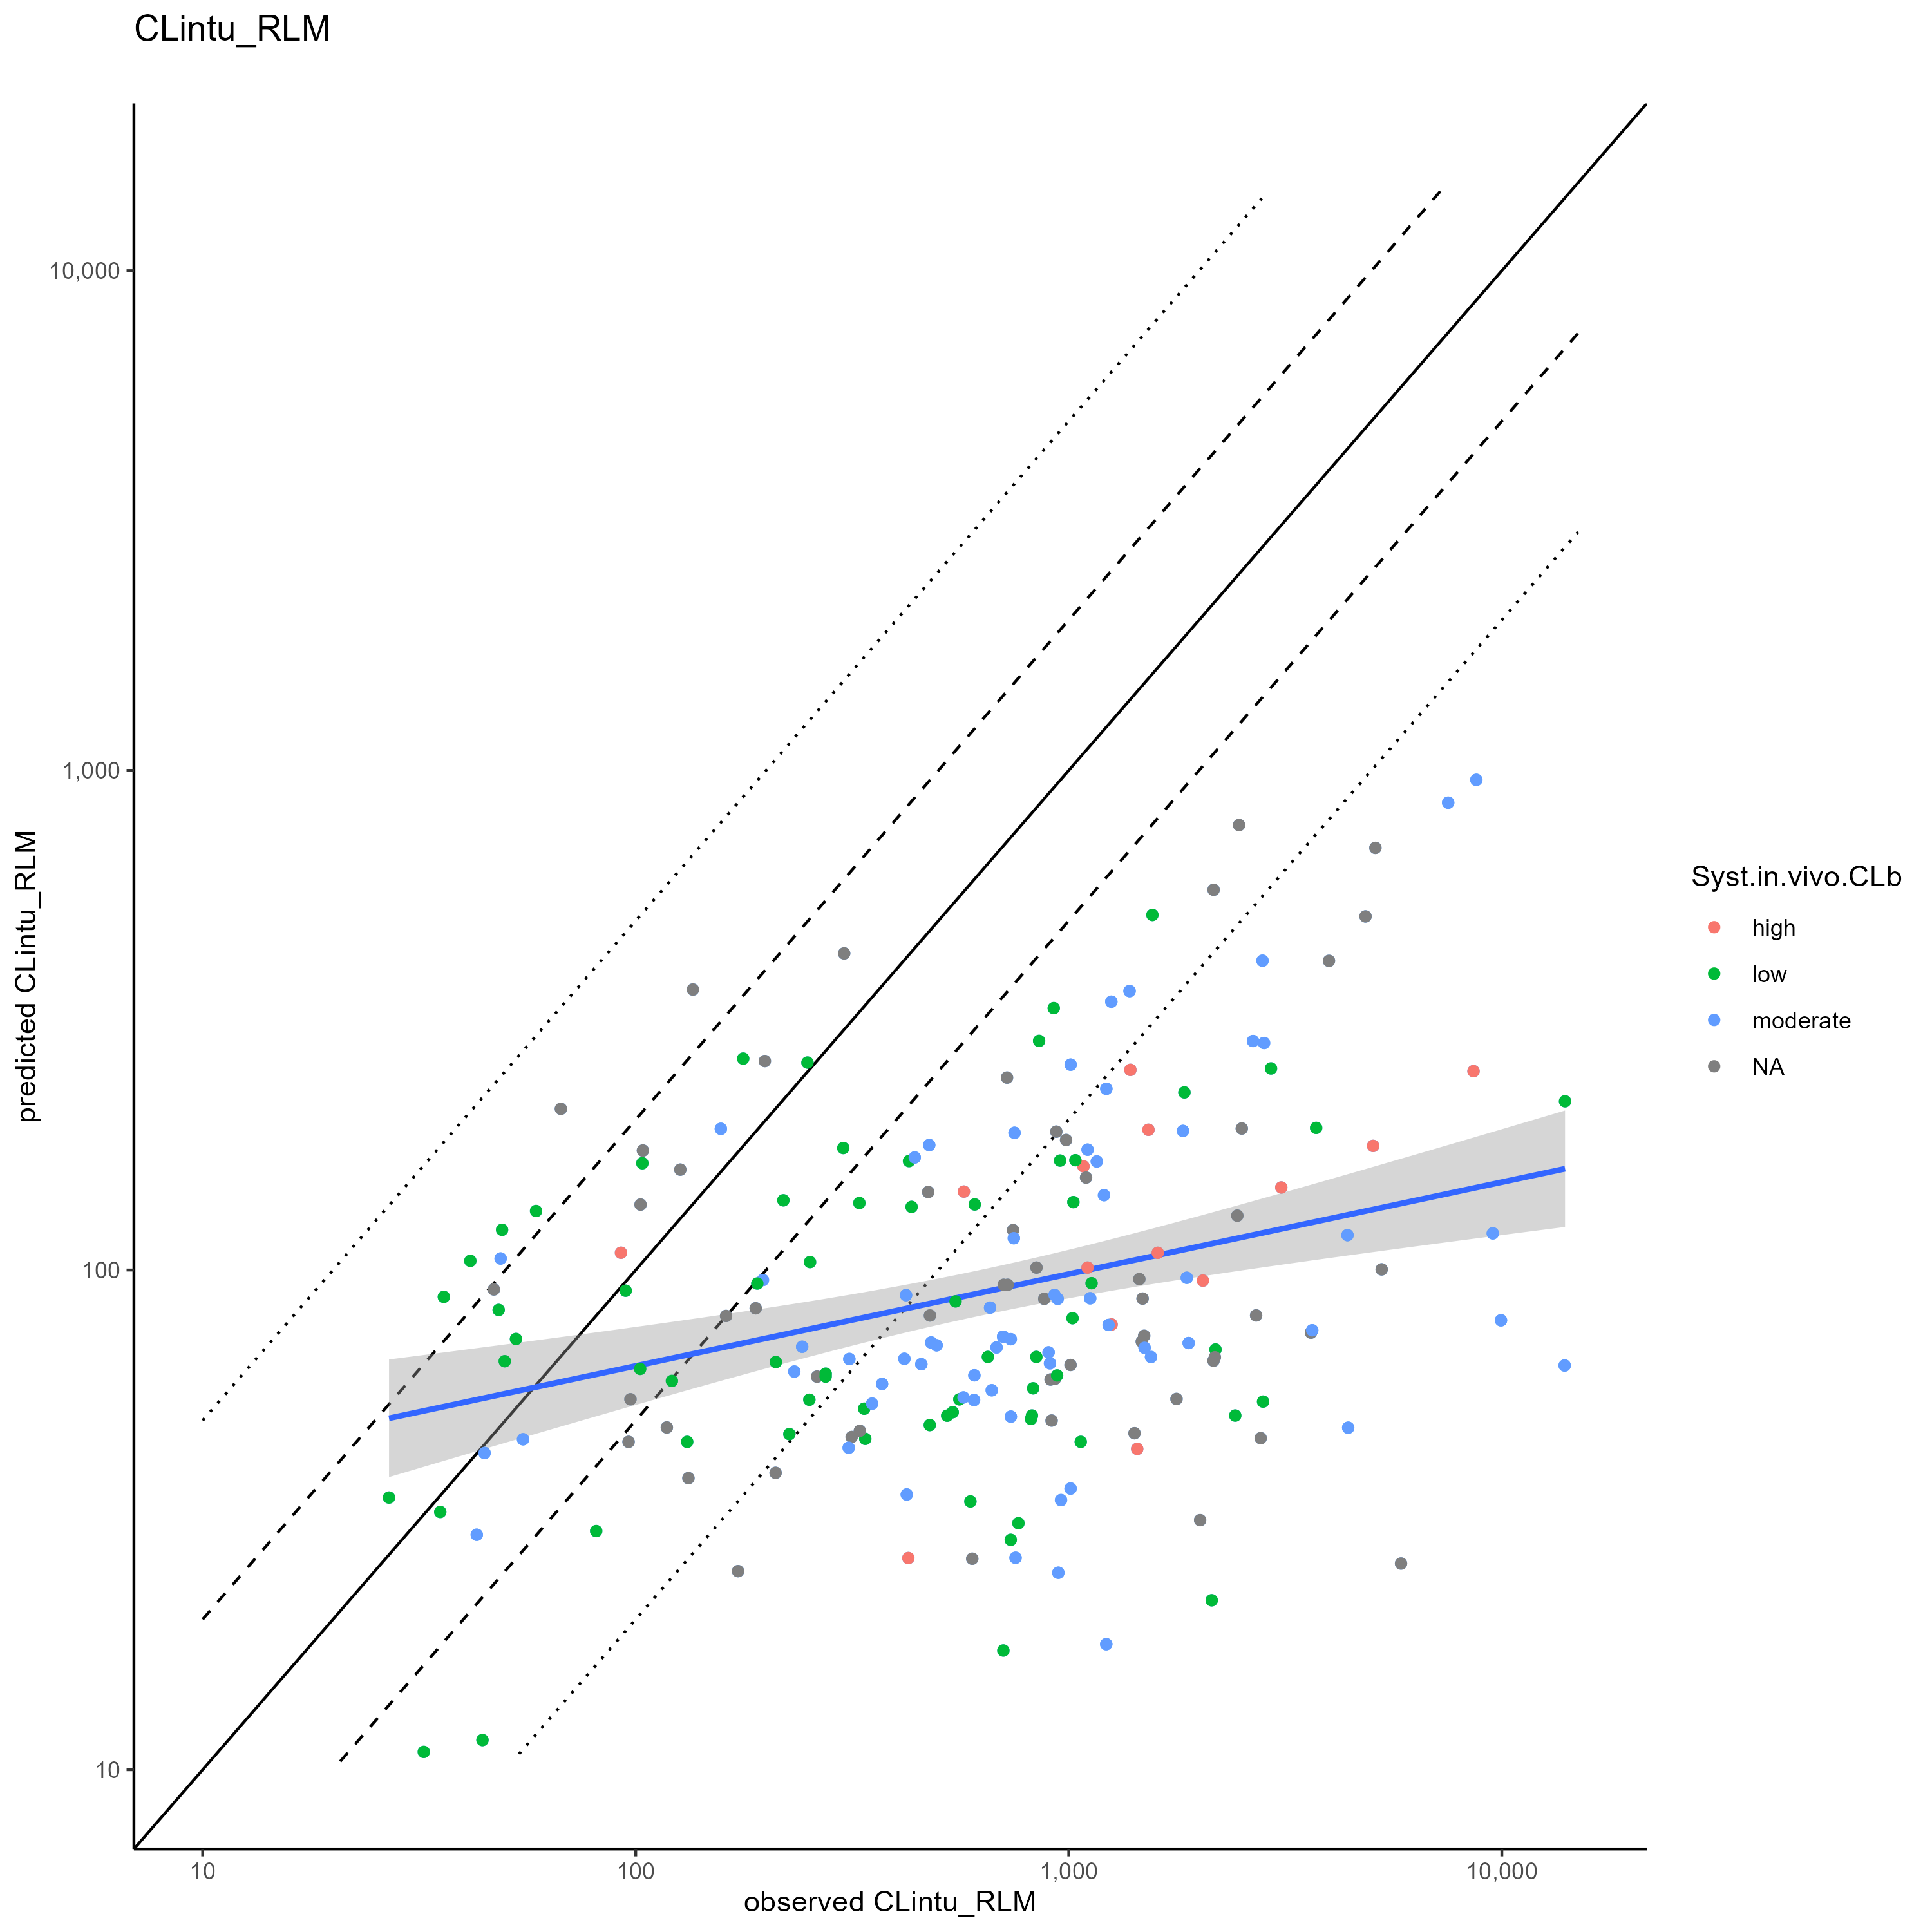 CLintu_RLM
10,000
1,000
100
10
predicted CLintu_RLM
10
100
1,000
10,000
observed CLintu_RLM
Syst.in.vivo.CLb
high
low
moderate
NA